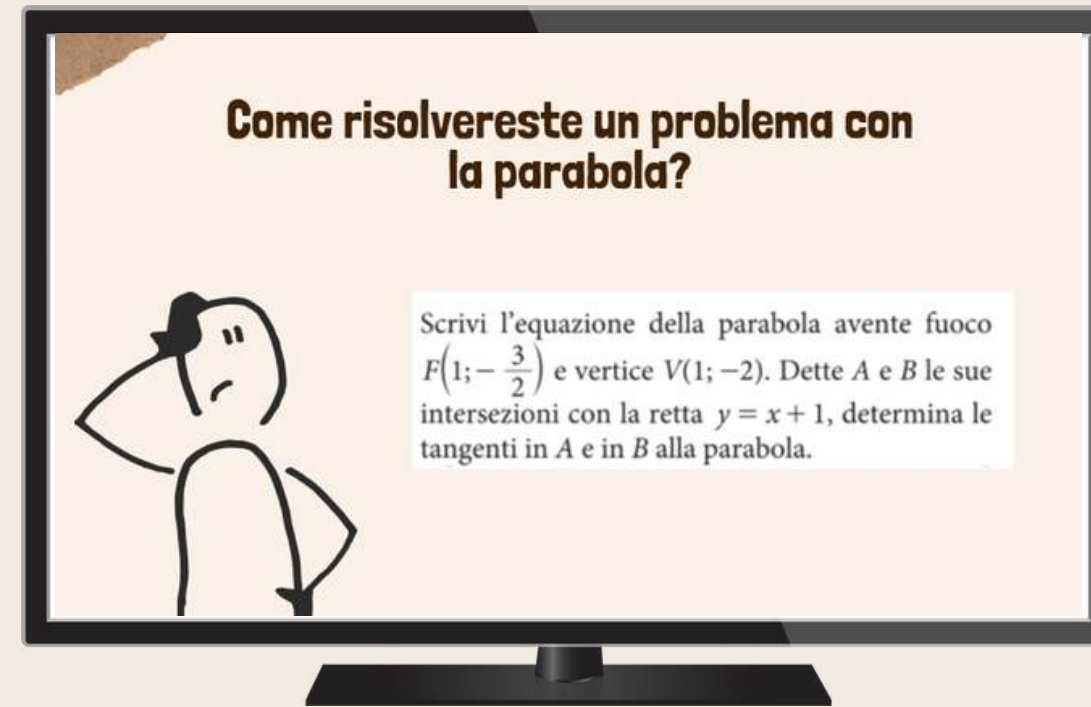 Come risolvereste un problema con
la parabola?
Scrivi l'equazione della parabola avente fuoco
F(1; -3/2) e vertice V(1; -2). Dette A e B le sue
intersezioni con la retta y = x + 1, determina le
tangenti in A e in B alla parabola.